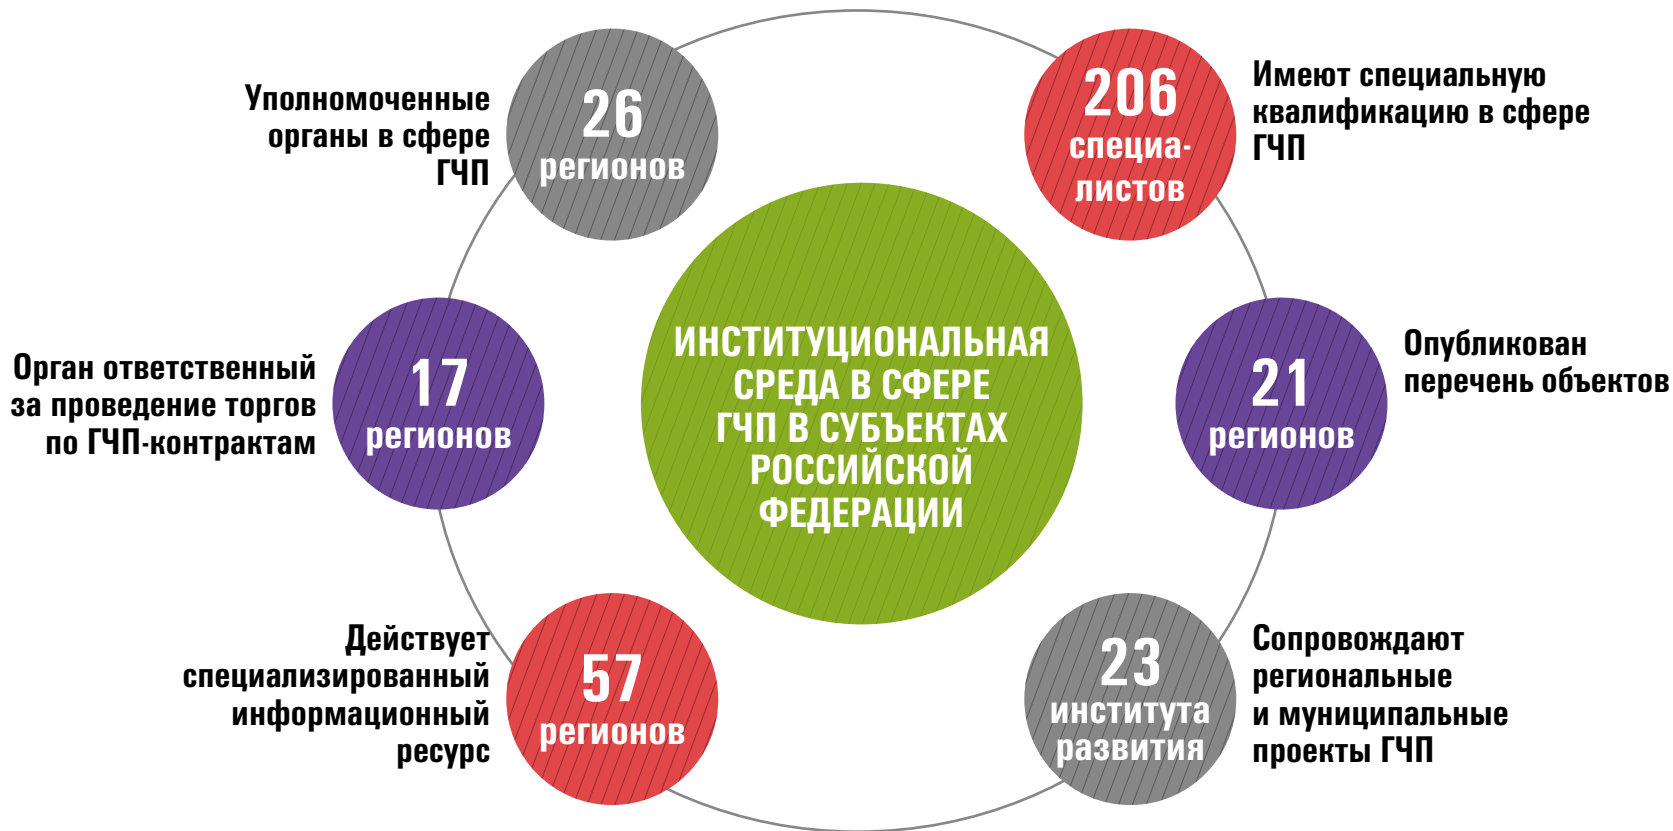 Уполномоченные
органы в сфере
ГЧП
26
регионов
206
специа-
листов
Имеют специальную
квалификацию в сфере
ГЧП
Орган ответственный
за проведение торгов
по ГЧП-контрактам
17
регионов
ИНСТИТУЦИОНАЛЬНАЯ
СРЕДА В СФЕРЕ
ГЧП В СУБЪЕКТАХ
РОССИЙСКОЙ
ФЕДЕРАЦИИ
21
регионов
Опубликован
перечень объектов
Действует
специализированный
информационный
ресурс
57
регионов
23
института
развития
Сопровождают
региональные
и муниципальные
проекты ГЧП